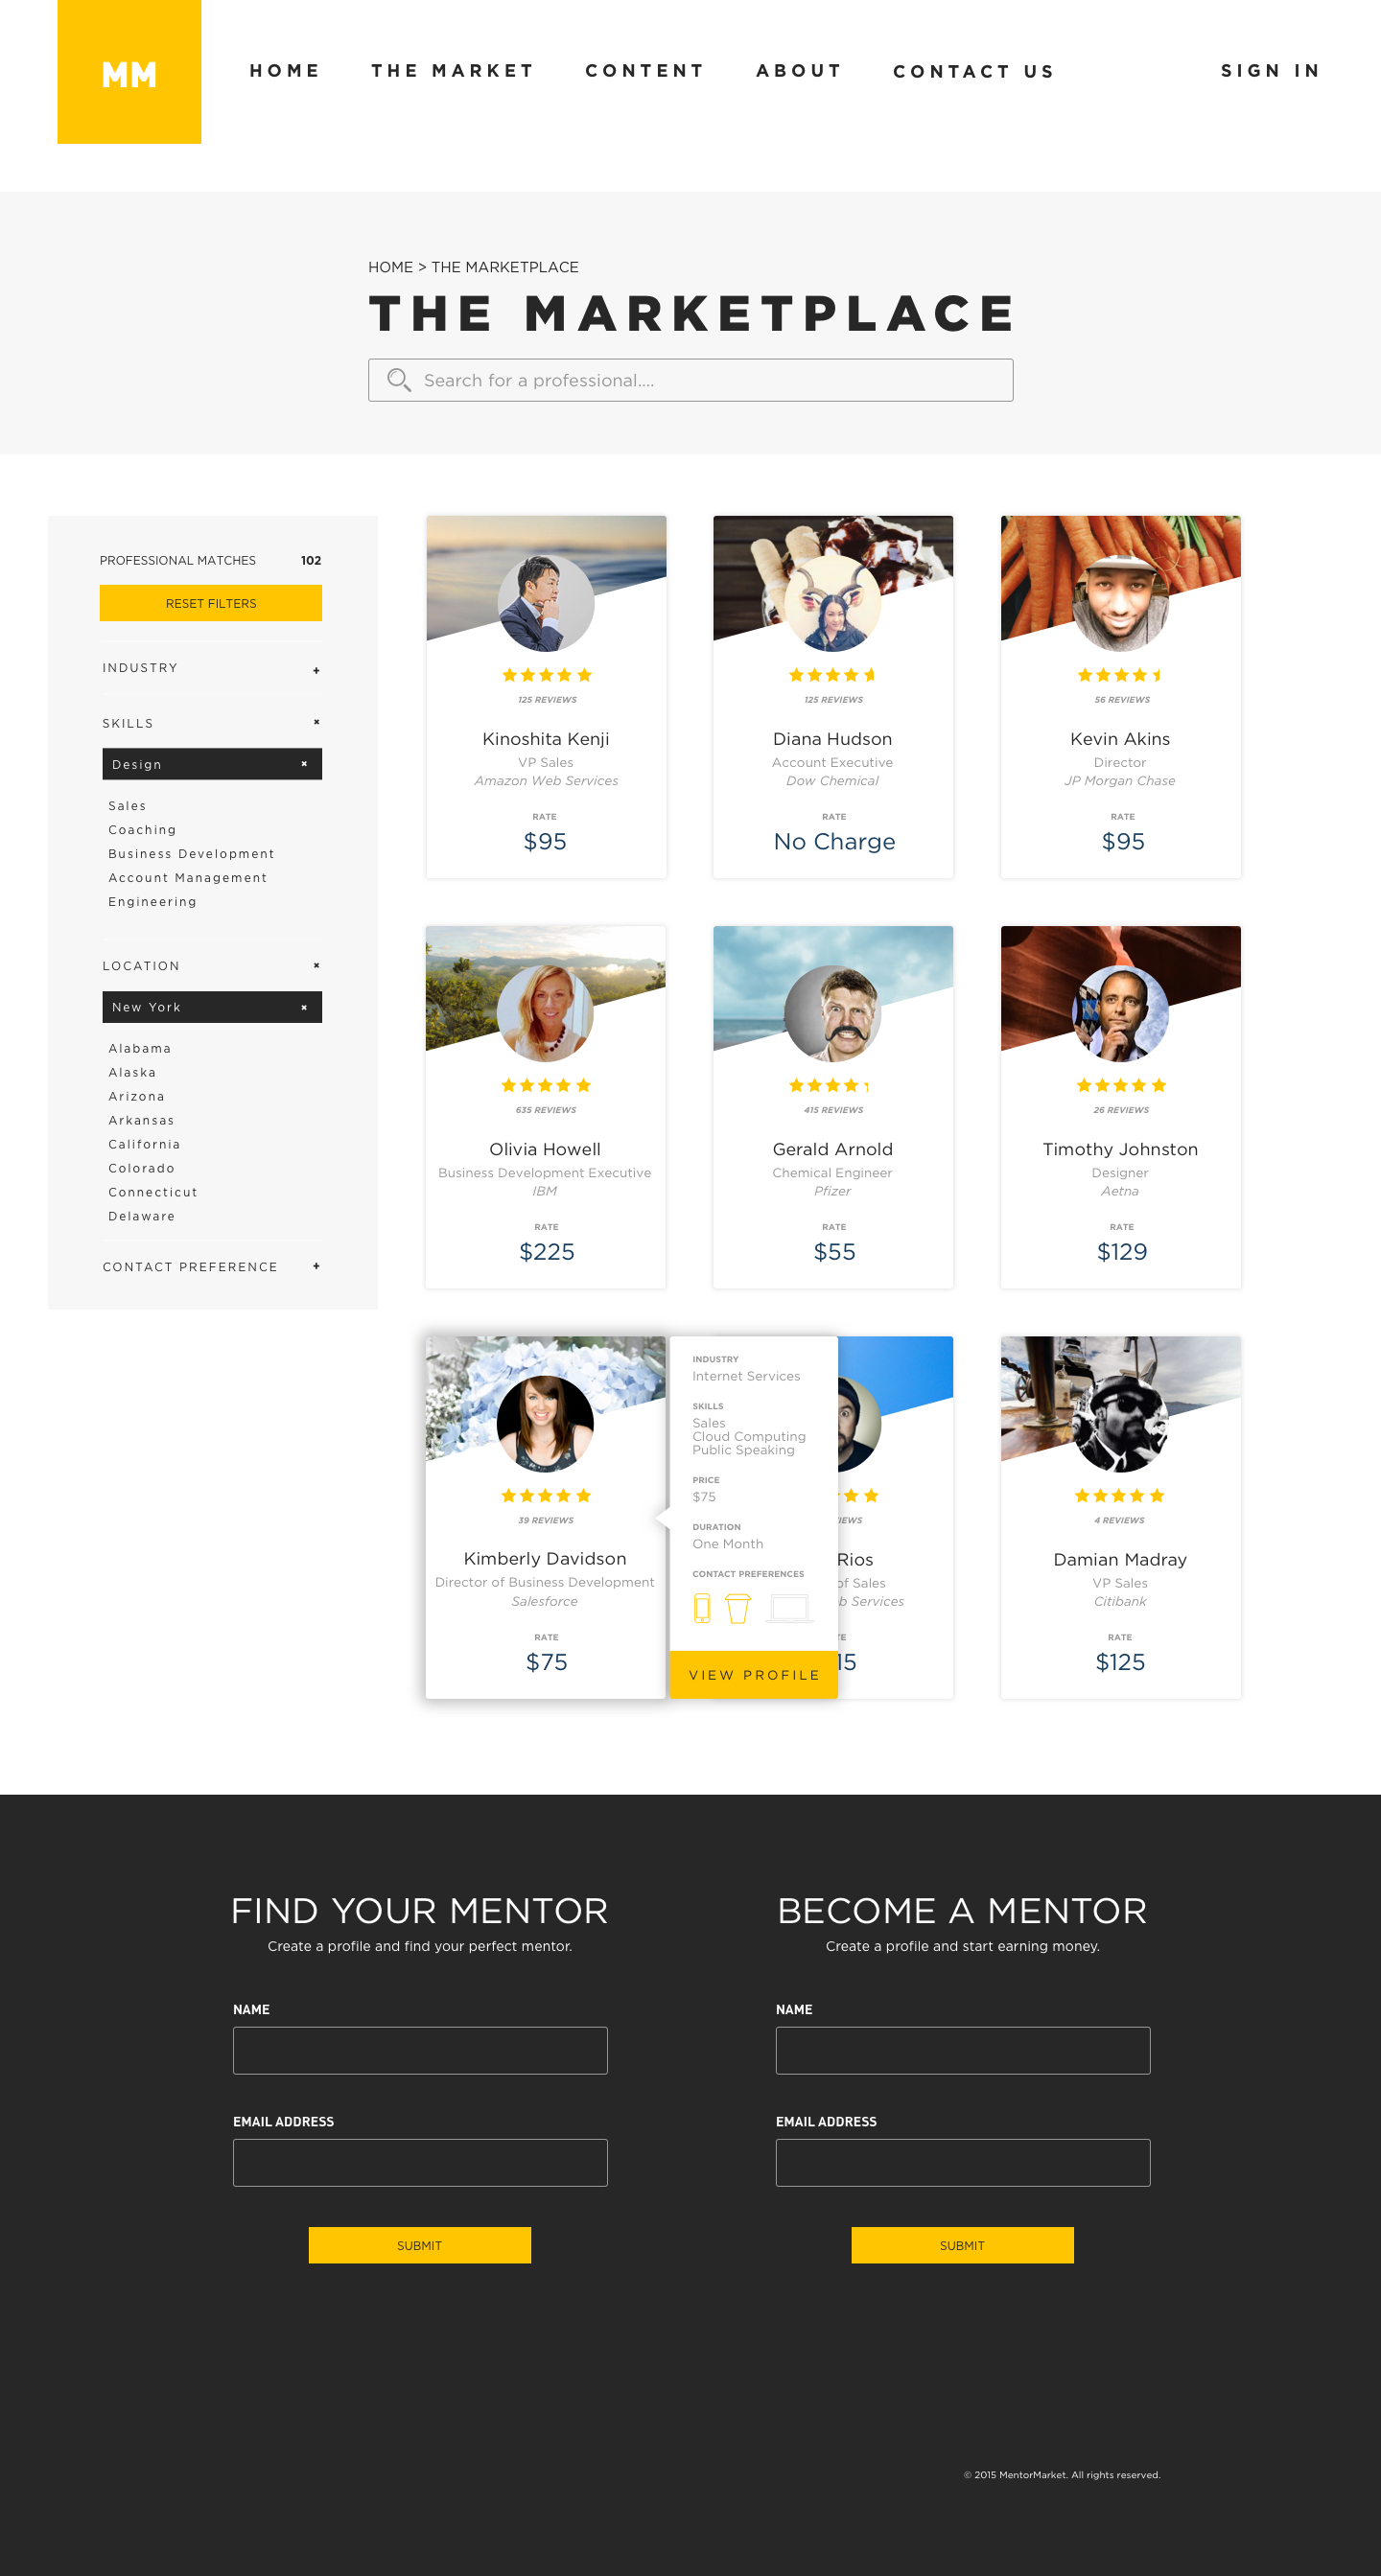 MM
HOME
THE MARKET
CONTENT
ABOUT
CONTACT US
SIGN IN
HOME > THE MARKETPLACE
THE MARKETPLACE
Search for a professional....
PROFESSIONAL MATCHES 102
RESET FILTERS
INDUSTRY +
SKILLS ×
Design ×
Sales
Coaching
Business Development
Account Management
Engineering
LOCATION ×
New York ×
Alabama
Alaska
Arizona
Arkansas
California
Colorado
Connecticut
Delaware
CONTACT PREFERENCE +
125 REVIEWS
Kinoshita Kenji
VP Sales
Amazon Web Services
RATE
$95
125 REVIEWS
Diana Hudson
Account Executive
Dow Chemical
RATE
No Charge
56 REVIEWS
Kevin Akins
Director
JP Morgan Chase
RATE
$95
635 REVIEWS
Olivia Howell
Business Development Executive
IBM
RATE
$225
415 REVIEWS
Gerald Arnold
Chemical Engineer
Pfizer
RATE
$55
26 REVIEWS
Timothy Johnston
Designer
Aetna
RATE
$129
39 REVIEWS
Kimberly Davidson
Director of Business Development
Salesforce
RATE
$75
INDUSTRY
Internet Services
SKILLS
Sales
Cloud Computing
Public Speaking
PRICE
$75
DURATION
One Month
CONTACT PREFERENCES
VIEW PROFILE
Rios
of Sales
Services
4 REVIEWS
Damian Madray
VP Sales
Citibank
RATE
$125
FIND YOUR MENTOR
Create a profile and find your perfect mentor.
NAME
EMAIL ADDRESS
SUBMIT
BECOME A MENTOR
Create a profile and start earning money.
NAME
EMAIL ADDRESS
SUBMIT
© 2015 MentorMarket. All rights reserved.